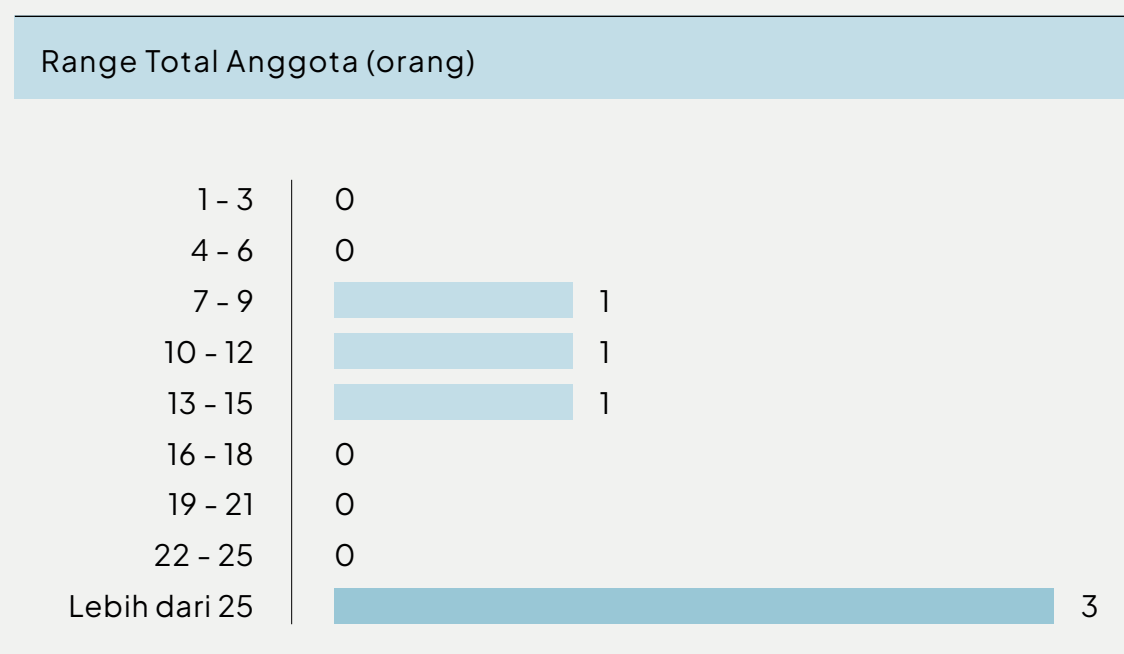 Range Total Anggota (orang)
1 - 3 0
4 - 6 0
7 - 9 1
10 - 12 1
13 - 15 1
16 - 18 0
19 - 21 0
22 - 25 0
Lebih dari 25 3